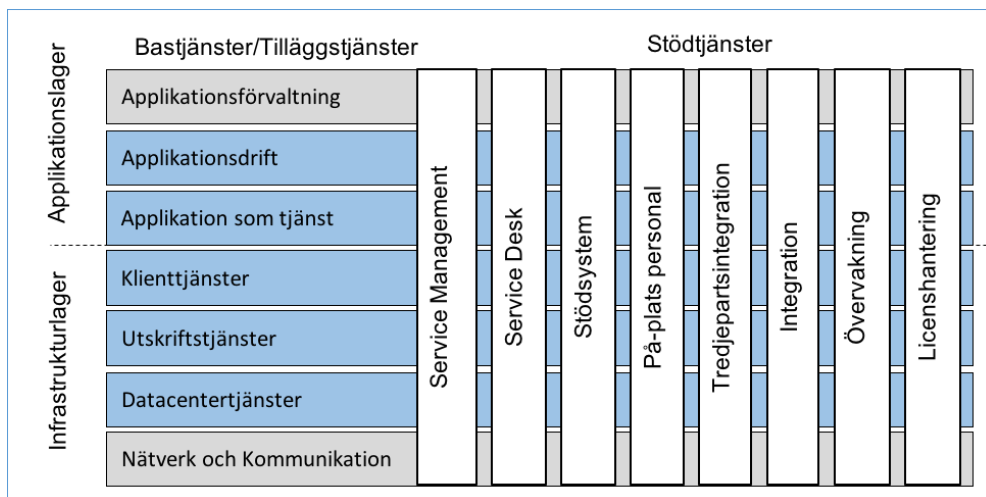 Bastjänster/Tilläggstjänster
Stödtjänster
Applikationslager
Applikationsförvaltning
Applikationsdrift
Applikation som tjänst
Infrastrukturlager
Klienttjänster
Utskriftstjänster
Datacentertjänster
Nätverk och Kommunikation
Service Management
Service Desk
Stödsystem
På-plats personal
Tredjepartsintegration
Integration
Övervakning
Licenshantering